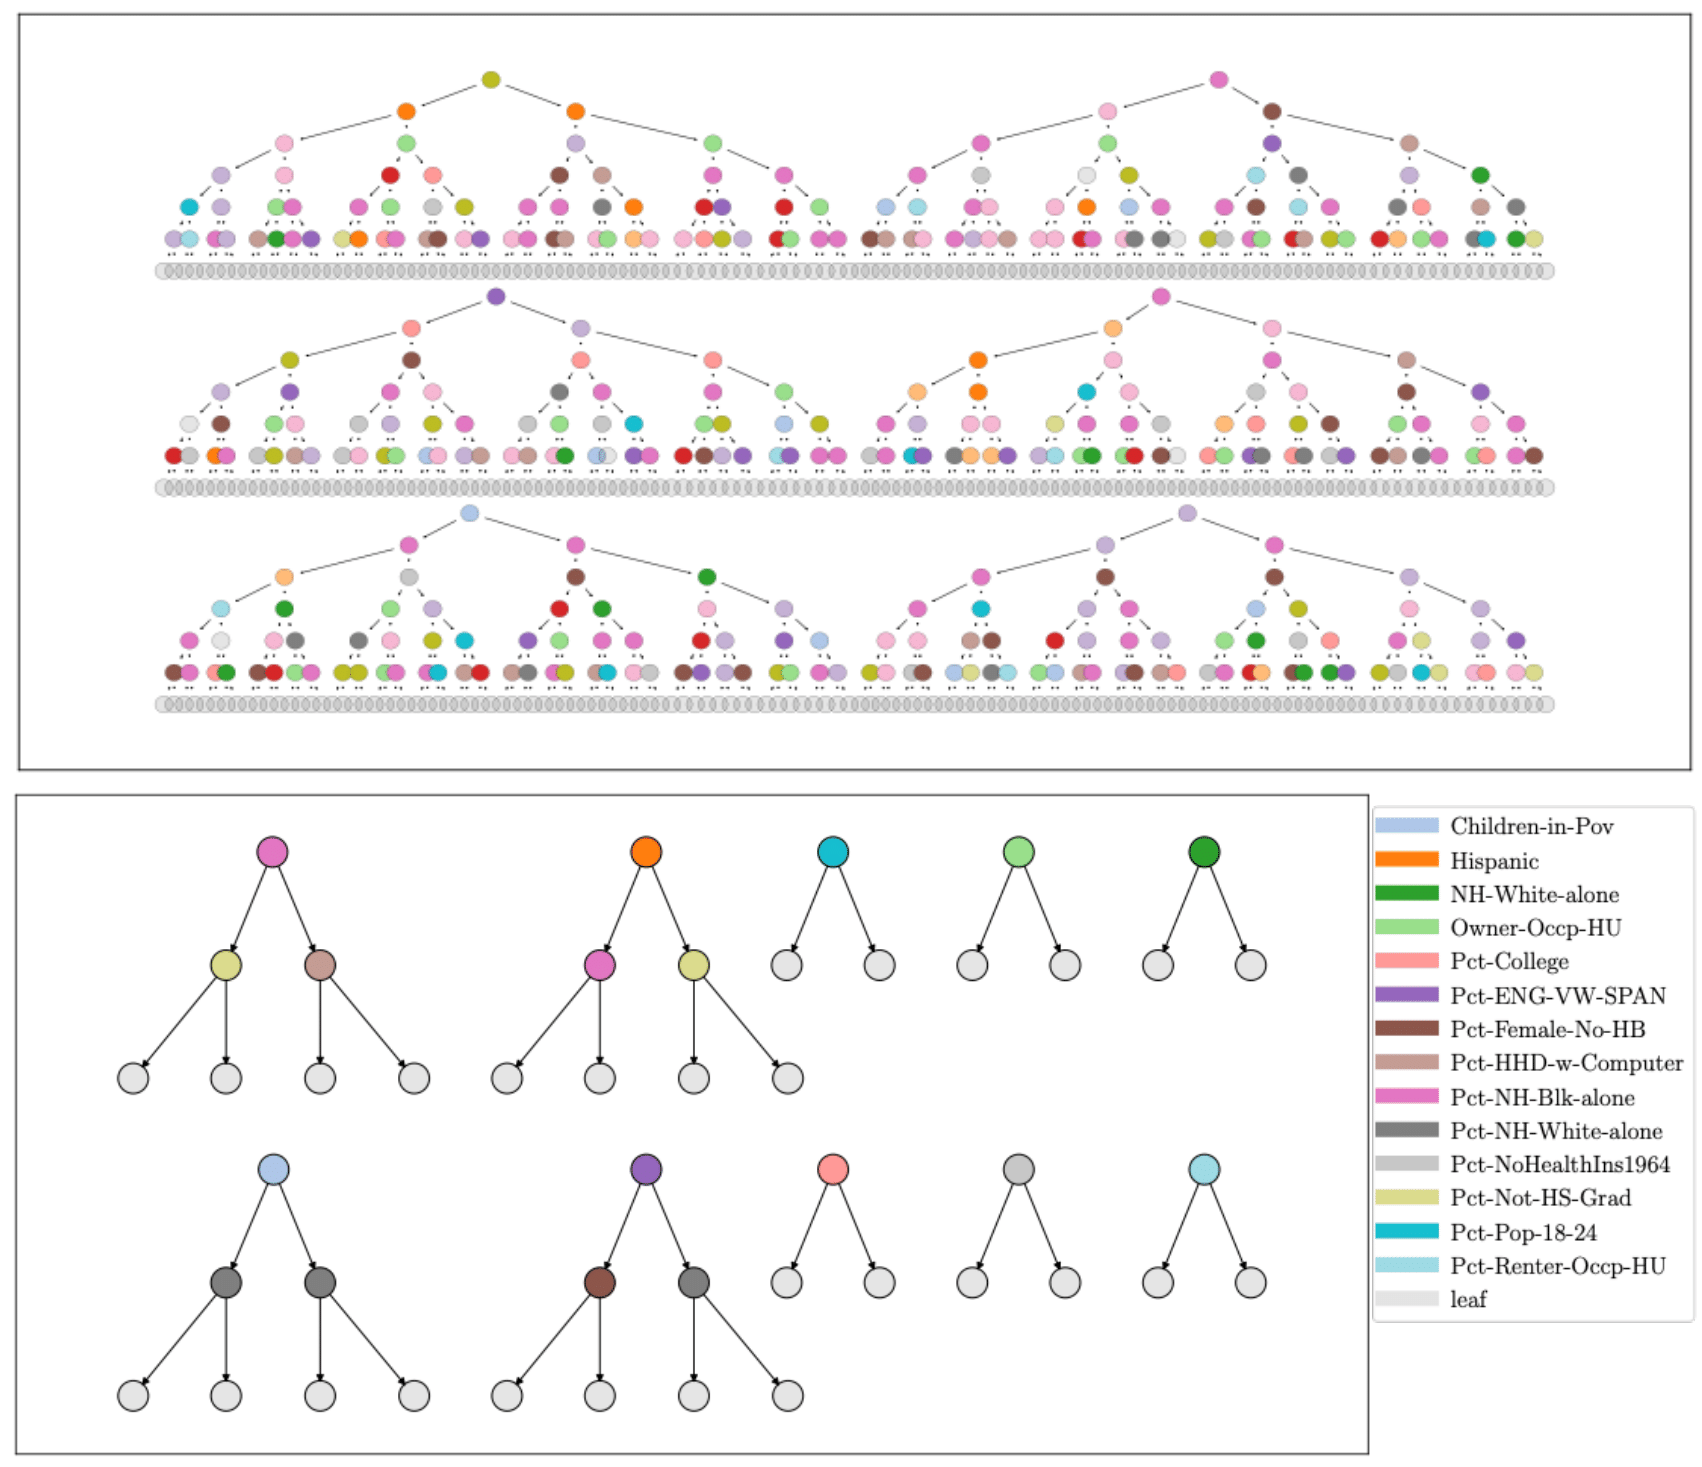 Children-in-Pov
Hispanic
NH-White-alone
Owner-Occp-HU
Pct-College
Pct-ENG-VW-SPAN
Pct-Female-No-HB
Pct-HHD-w-Computer
Pct-NH-Blk-alone
Pct-NH-White-alone
Pct-NoHealthIns1964
Pct-Not-HS-Grad
Pct-Pop-18-24
Pct-Renter-Occp-HU
leaf